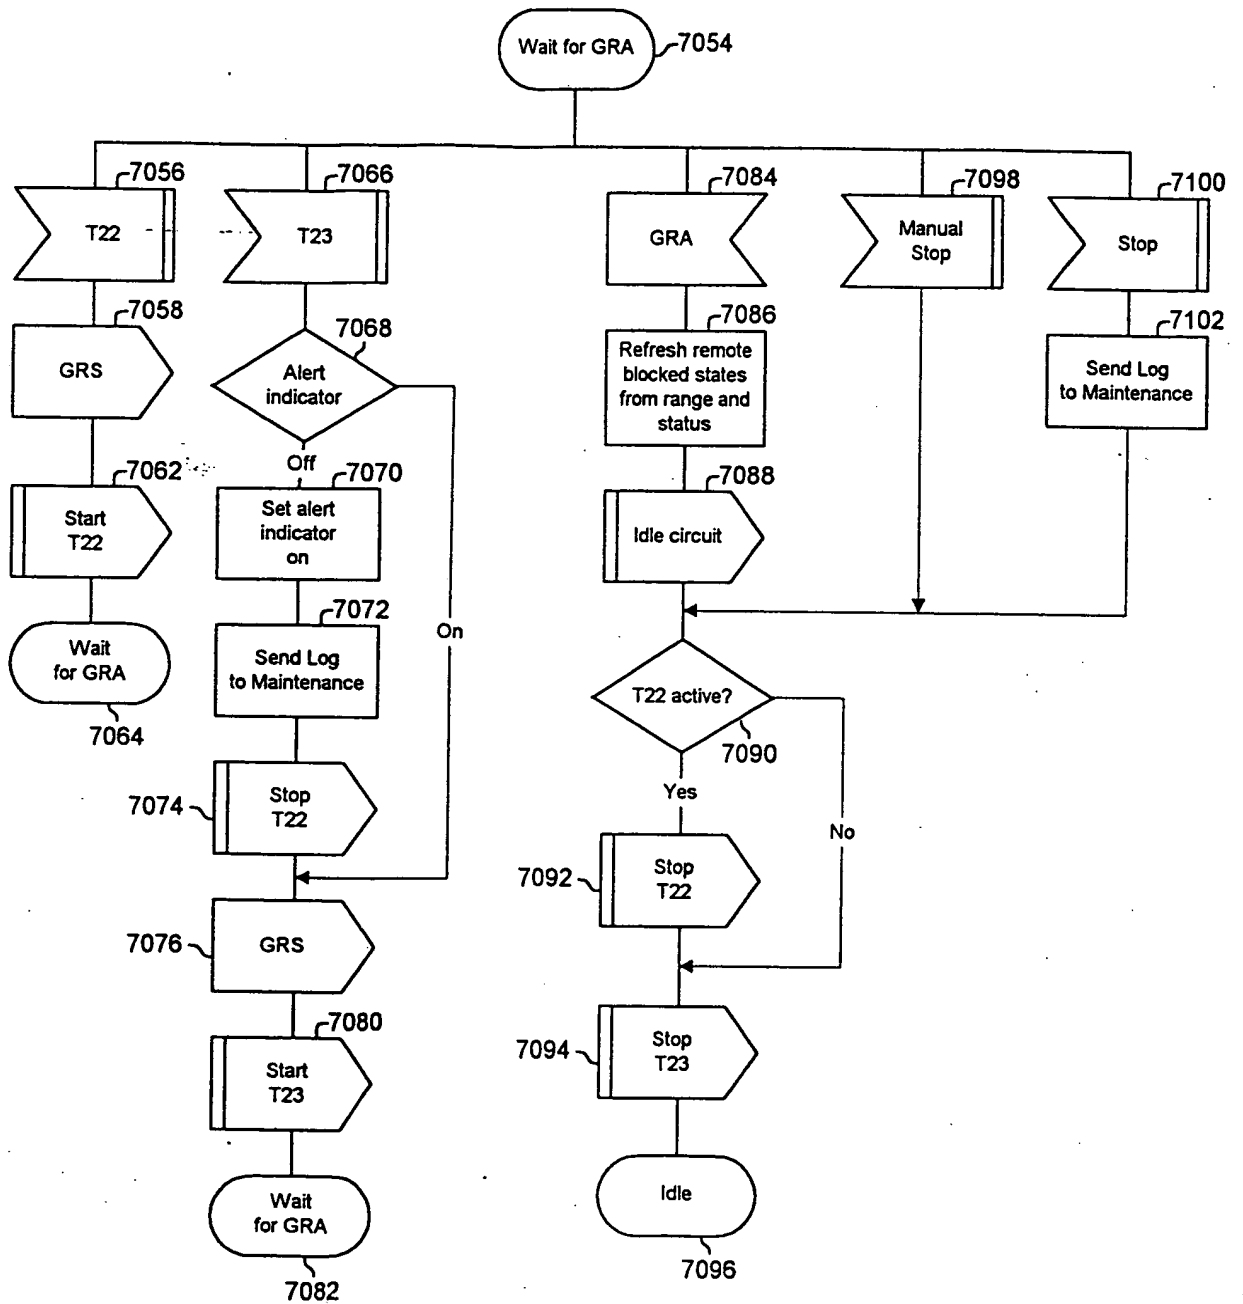 Wait for GRA
7054
7056
T22
7058
GRS
7062
Start
T22
Wait
for GRA
7064
7066
T23
7068
Alert
indicator
Off
On
7070
Set alert
indicator
on
7072
Send Log
to Maintenance
7074
Stop
T22
7076
GRS
7080
Start
T23
Wait
for GRA
7082
7084
GRA
7086
Refresh remote
blocked states
from range and
status
7088
Idle circuit
T22 active?
7090
Yes
No
7092
Stop
T22
7094
Stop
T23
Idle
7096
7098
Manual
Stop
7100
Stop
7102
Send Log
to Maintenance